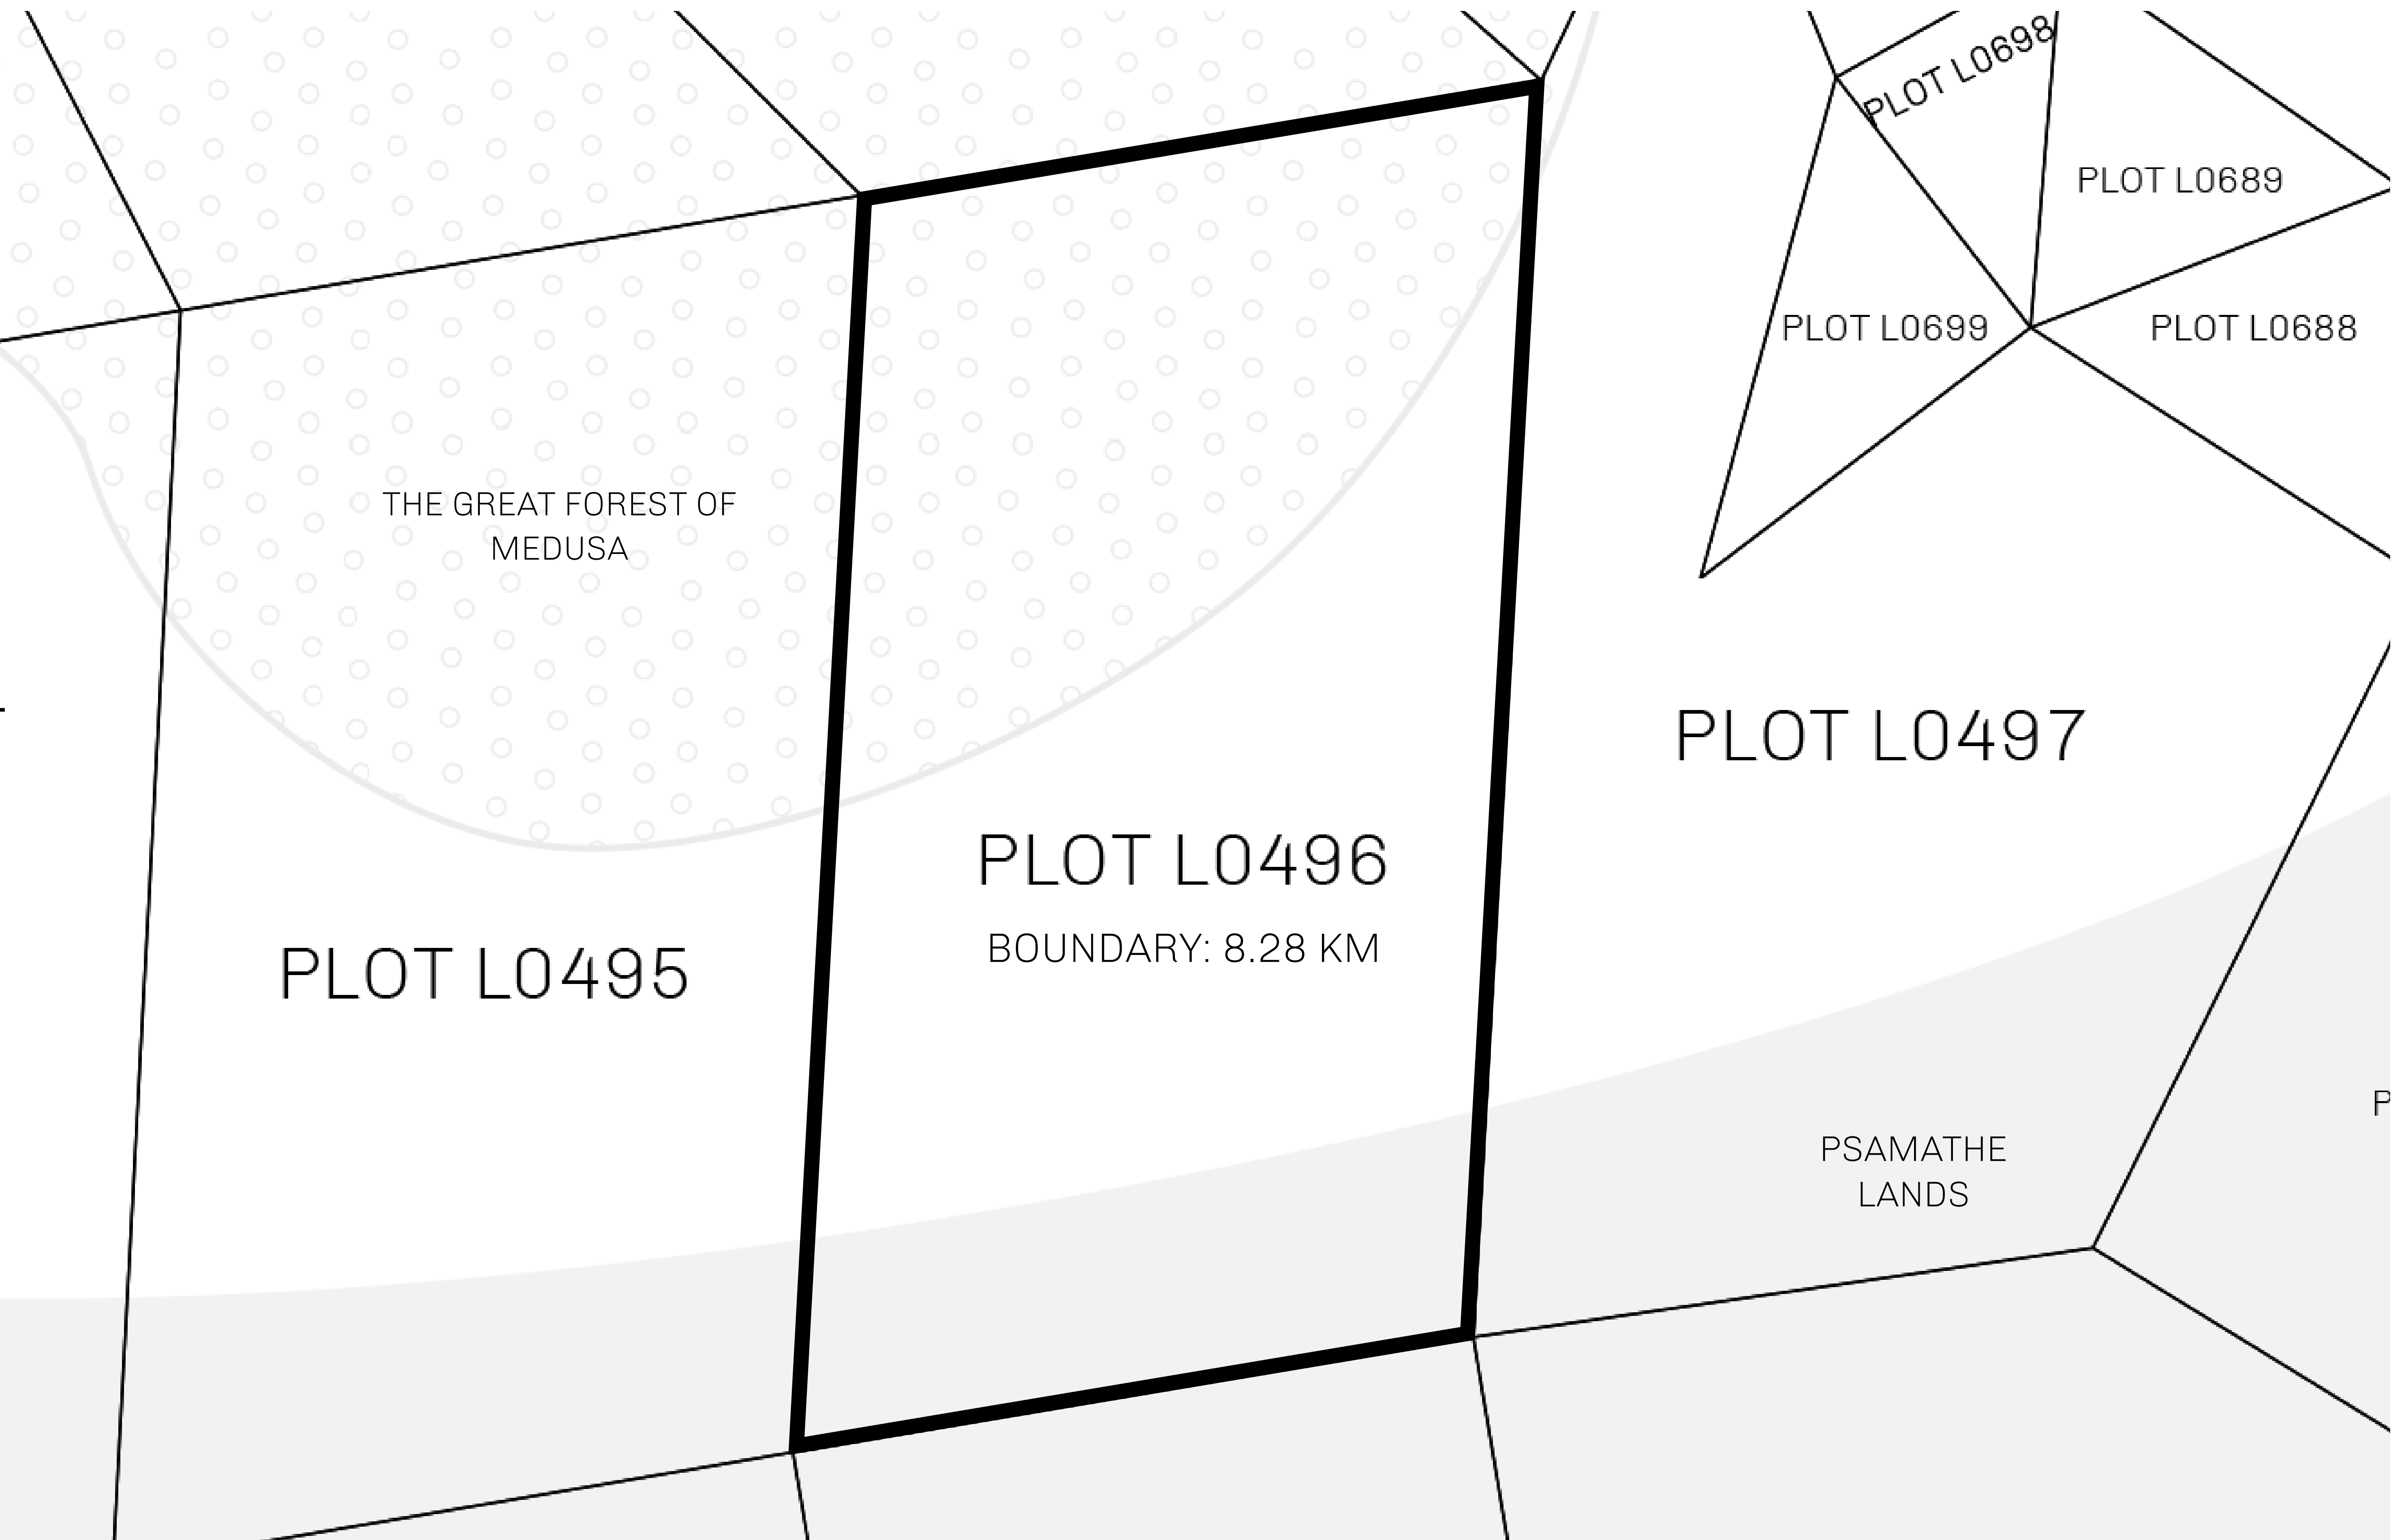 PLOT L0698
PLOT L0689
PLOT L0699
PLOT L0688
THE GREAT FOREST OF
MEDUSA
PLOT L0497
PLOT L0496
BOUNDARY: 8.28 KM
PLOT L0495
PSAMATHE
LANDS
P